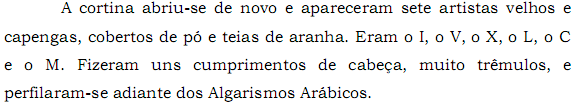 A cortina abriu-se de novo e apareceram sete artistas velhos e
capengas, cobertos de pó e teias de aranha. Eram o I, o V, o X, o L, o C
e o M. Fizeram uns cumprimentos de cabeça, muito trêmulos, e
perfilaram-se adiante dos Algarismos Arábicos.